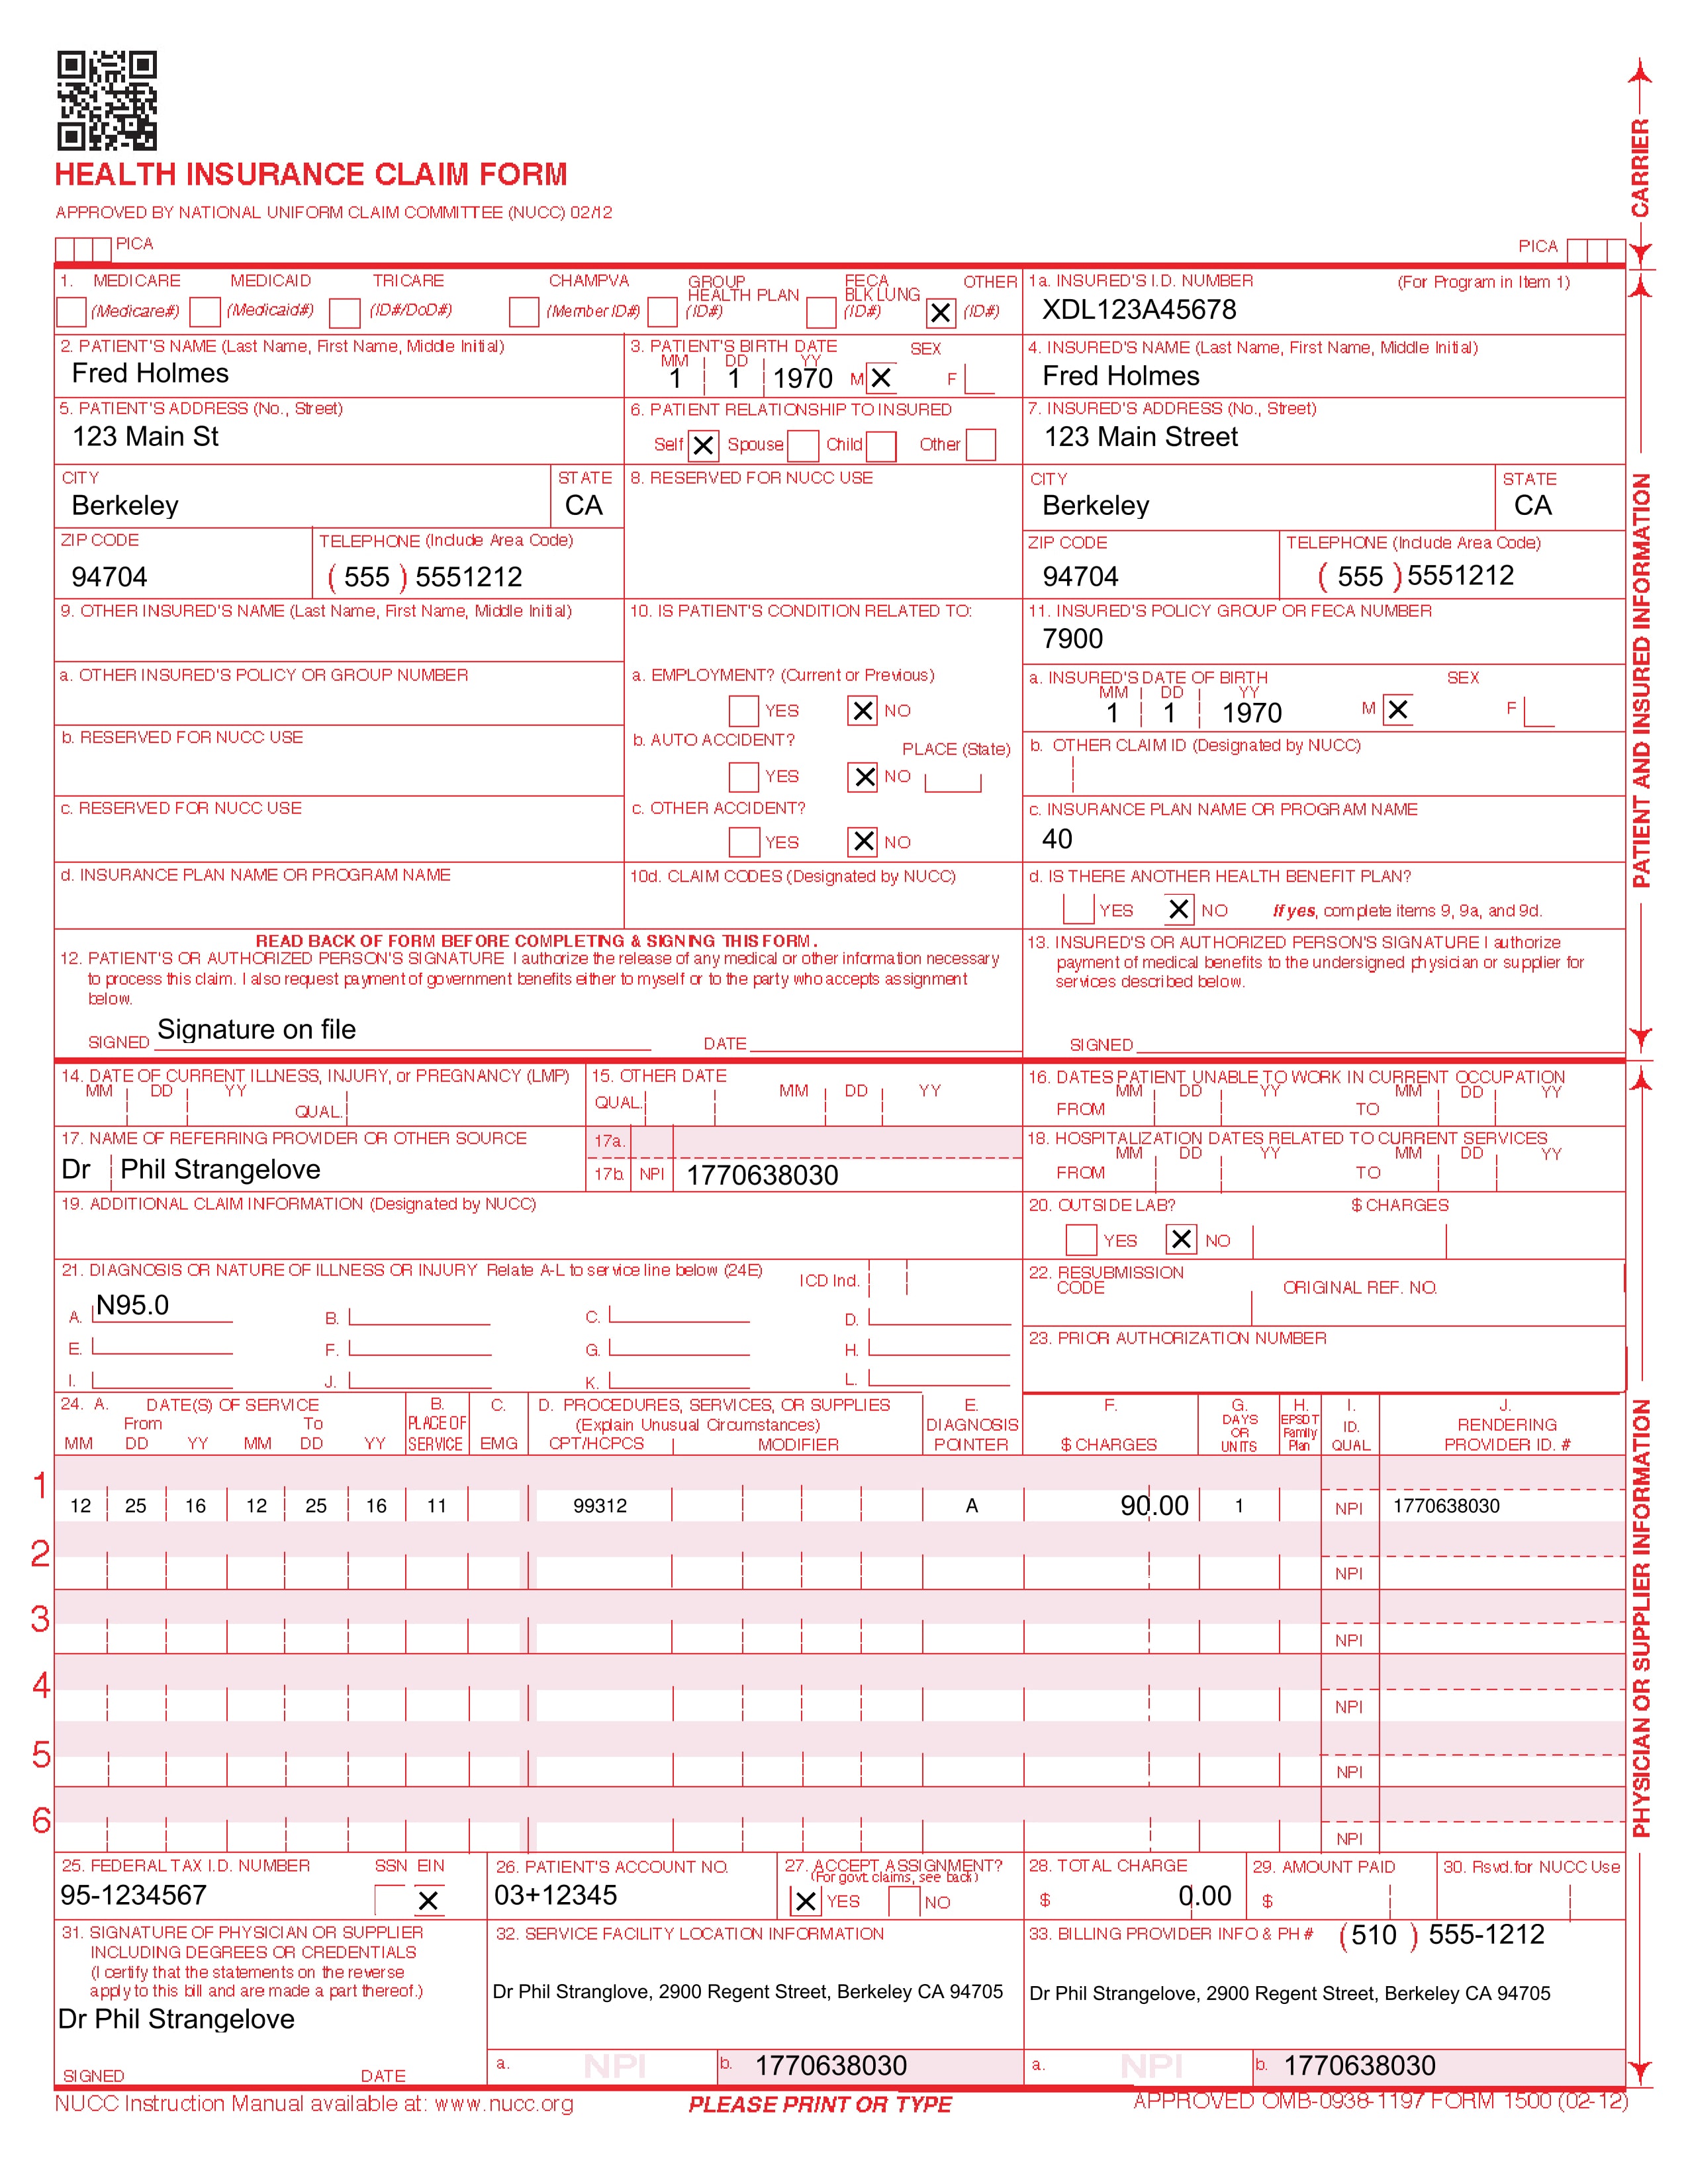 HEALTH INSURANCE CLAIM FORM
APPROVED BY NATIONAL UNIFORM CLAIM COMMITTEE (NUCC) 02/12
PICA
PICA
CARRIER
1. MEDICARE MEDICAID TRICARE CHAMPVA GROUP HEALTH PLAN FECA BLK LUNG OTHER
(Medicare#) (Medicaid#) (ID#/DoD#) (Member ID#) (ID#) (ID#) X (ID#)
1a. INSURED'S I.D. NUMBER (For Program in Item 1)
XDL123A45678
2. PATIENT'S NAME (Last Name, First Name, Middle Initial)
Fred Holmes
3. PATIENT'S BIRTH DATE SEX
MM DD YY
1 1 1970 M X F
4. INSURED'S NAME (Last Name, First Name, Middle Initial)
Fred Holmes
5. PATIENT'S ADDRESS (No., Street)
123 Main St
6. PATIENT RELATIONSHIP TO INSURED
Self X Spouse Child Other
7. INSURED'S ADDRESS (No., Street)
123 Main Street
CITY STATE
Berkeley CA
8. RESERVED FOR NUCC USE
CITY STATE
Berkeley CA
ZIP CODE TELEPHONE (Include Area Code)
94704 ( 555 ) 5551212
ZIP CODE TELEPHONE (Include Area Code)
94704 ( 555 ) 5551212
9. OTHER INSURED'S NAME (Last Name, First Name, Middle Initial)
10. IS PATIENT'S CONDITION RELATED TO:
11. INSURED'S POLICY GROUP OR FECA NUMBER
7900
a. OTHER INSURED'S POLICY OR GROUP NUMBER
a. EMPLOYMENT? (Current or Previous)
YES X NO
a. INSURED'S DATE OF BIRTH SEX
MM DD YY
1 1 1970 M X F
b. RESERVED FOR NUCC USE
b. AUTO ACCIDENT? PLACE (State)
YES X NO
b. OTHER CLAIM ID (Designated by NUCC)
c. RESERVED FOR NUCC USE
c. OTHER ACCIDENT?
YES X NO
c. INSURANCE PLAN NAME OR PROGRAM NAME
40
d. INSURANCE PLAN NAME OR PROGRAM NAME
10d. CLAIM CODES (Designated by NUCC)
d. IS THERE ANOTHER HEALTH BENEFIT PLAN?
YES X NO If yes, complete items 9, 9a, and 9d.
READ BACK OF FORM BEFORE COMPLETING & SIGNING THIS FORM.
12. PATIENT'S OR AUTHORIZED PERSON'S SIGNATURE I authorize the release of any medical or other information necessary
to process this claim. I also request payment of government benefits either to myself or to the party who accepts assignment
below.
SIGNED Signature on file DATE
13. INSURED'S OR AUTHORIZED PERSON'S SIGNATURE I authorize
payment of medical benefits to the undersigned physician or supplier for
services described below.
SIGNED
PATIENT AND INSURED INFORMATION
14. DATE OF CURRENT ILLNESS, INJURY, or PREGNANCY (LMP)
MM DD YY
QUAL.
15. OTHER DATE
QUAL. MM DD YY
16. DATES PATIENT UNABLE TO WORK IN CURRENT OCCUPATION
MM DD YY MM DD YY
FROM TO
17. NAME OF REFERRING PROVIDER OR OTHER SOURCE
Dr Phil Strangelove
17a.
17b. NPI 1770638030
18. HOSPITALIZATION DATES RELATED TO CURRENT SERVICES
MM DD YY MM DD YY
FROM TO
19. ADDITIONAL CLAIM INFORMATION (Designated by NUCC)
20. OUTSIDE LAB? $ CHARGES
YES X NO
21. DIAGNOSIS OR NATURE OF ILLNESS OR INJURY Relate A-L to service line below (24E) ICD Ind.
A. N95.0 B. C. D.
E. F. G. H.
I. J. K. L.
22. RESUBMISSION CODE ORIGINAL REF. NO.
23. PRIOR AUTHORIZATION NUMBER
24. A. DATE(S) OF SERVICE
From To
MM DD YY MM DD YY
B. PLACE OF SERVICE
C. EMG
D. PROCEDURES, SERVICES, OR SUPPLIES
(Explain Unusual Circumstances)
CPT/HCPCS MODIFIER
E. DIAGNOSIS POINTER
F. $ CHARGES
G. DAYS OR UNITS
H. EPSDT Family Plan
I. ID. QUAL.
J. RENDERING PROVIDER ID. #
1
12 25 16 12 25 16 11 99312 A 90.00 1 NPI 1770638030
2
NPI
3
NPI
4
NPI
5
NPI
6
NPI
25. FEDERAL TAX I.D. NUMBER SSN EIN
95-1234567 X
26. PATIENT'S ACCOUNT NO.
03+12345
27. ACCEPT ASSIGNMENT?
(For govt. claims, see back)
X YES NO
28. TOTAL CHARGE
$ 0.00
29. AMOUNT PAID
$
30. Rsvd.for NUCC Use
31. SIGNATURE OF PHYSICIAN OR SUPPLIER
INCLUDING DEGREES OR CREDENTIALS
(I certify that the statements on the reverse
apply to this bill and are made a part thereof.)
Dr Phil Strangelove
SIGNED DATE
32. SERVICE FACILITY LOCATION INFORMATION
Dr Phil Stranglove, 2900 Regent Street, Berkeley CA 94705
a. NPI b. 1770638030
33. BILLING PROVIDER INFO & PH # ( 510 ) 555-1212
Dr Phil Strangelove, 2900 Regent Street, Berkeley CA 94705
a. NPI b. 1770638030
PHYSICIAN OR SUPPLIER INFORMATION
NUCC Instruction Manual available at: www.nucc.org
PLEASE PRINT OR TYPE
APPROVED OMB-0938-1197 FORM 1500 (02-12)